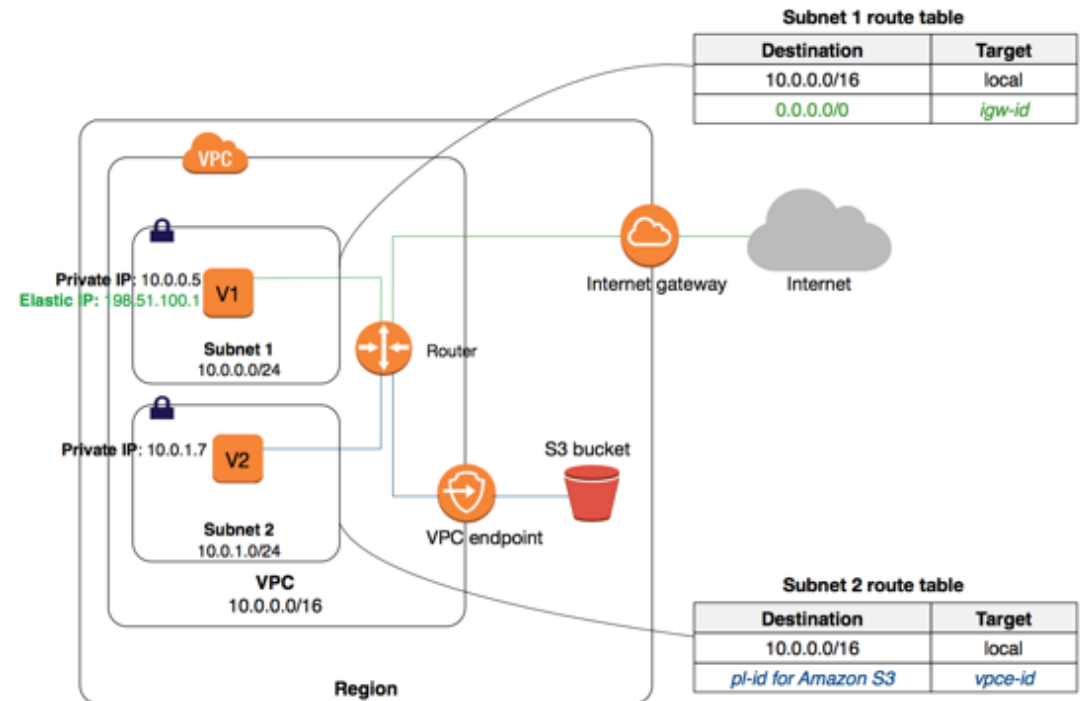 Subnet 1 route table
Destination Target
10.0.0.0/16 local
0.0.0.0/0 igw-id
VPC
Private IP: 10.0.0.5
Elastic IP: 198.51.100.1
V1
Subnet 1
10.0.0.0/24
Router
Internet gateway
Internet
Private IP: 10.0.1.7
V2
Subnet 2
10.0.1.0/24
S3 bucket
VPC endpoint
VPC
10.0.0.0/16
Region
Subnet 2 route table
Destination Target
10.0.0.0/16 local
pl-id for Amazon S3 vpce-id